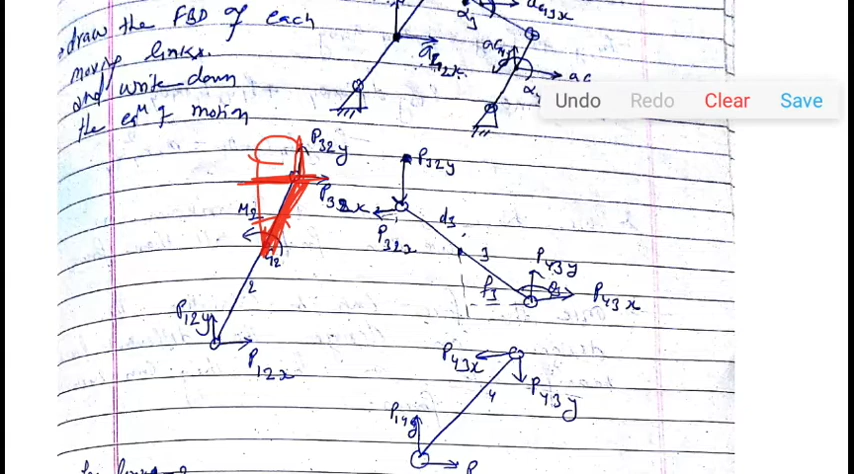 draw the FBD of each
moving links.
and write down
the eqⁿ of motion
αg
a
Undo Redo Clear Save
P32y
M2
2
P12y
P12x
P32y
P32x
d3
3
P43y
P43x
P43x
P43y
4
P14y
P